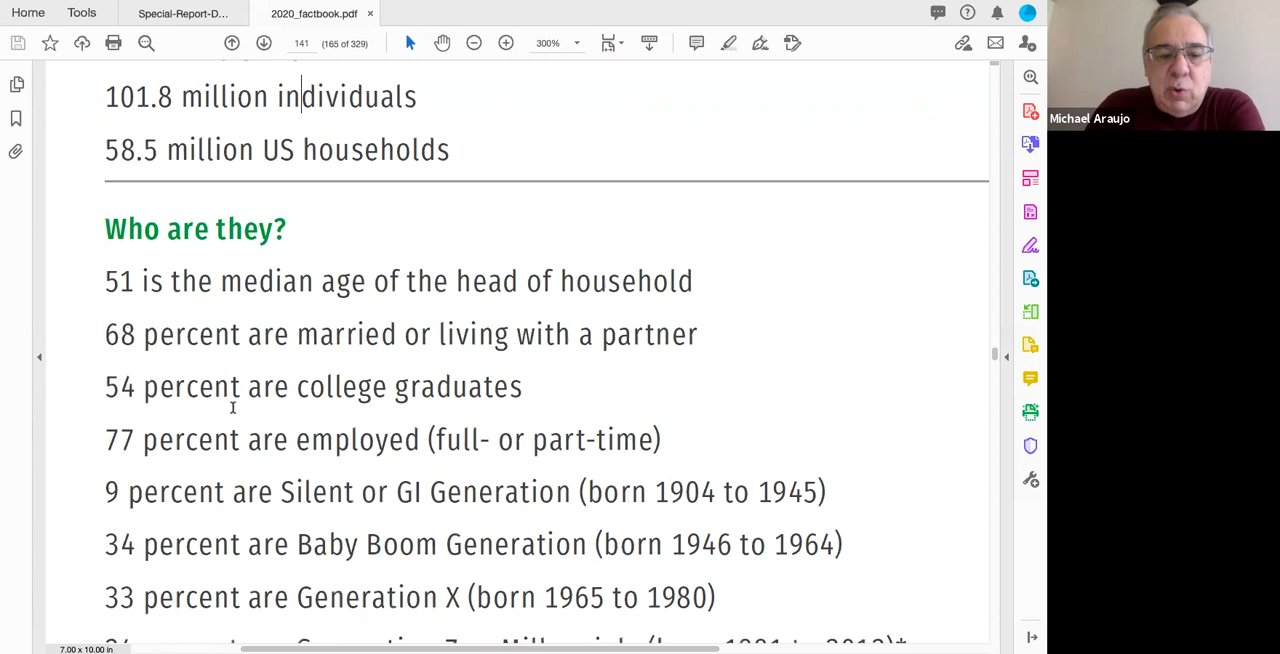 Home Tools Special-Report-D... 2020_factbook.pdf ×
141 (165 of 329) 300%
101.8 million individuals
58.5 million US households
Who are they?
51 is the median age of the head of household
68 percent are married or living with a partner
54 percent are college graduates
77 percent are employed (full- or part-time)
9 percent are Silent or GI Generation (born 1904 to 1945)
34 percent are Baby Boom Generation (born 1946 to 1964)
33 percent are Generation X (born 1965 to 1980)
7.00 x 10.00 in
Michael Araujo